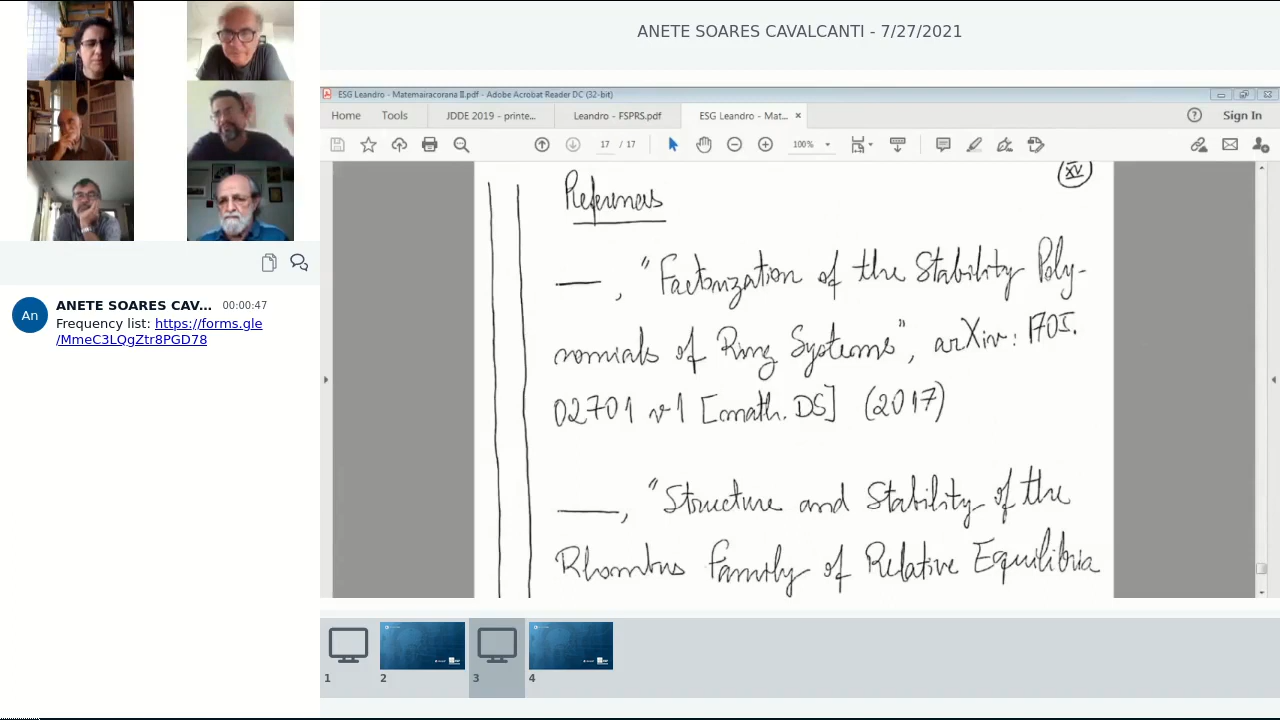 ANETE SOARES CAVALCANTI - 7/27/2021
ESG Leandro - Matemairacorana II.pdf - Adobe Acrobat Reader DC (32-bit)
Home Tools JDDE 2019 - printe... Leandro - FSPRS.pdf ESG Leandro - Mat... × Sign In
17 / 17 100%
XV
References
——, "Factorization of the Stability Poly-
nomials of Ring Systems", arXiv: 1701.
02701 v1 [math.DS] (2017)
——, "Structure and Stability of the
Rhombus Family of Relative Equilibria
An
ANETE SOARES CAV... 00:00:47
Frequency list: https://forms.gle
/MmeC3LQgZtr8PGD78
1 2 3 4